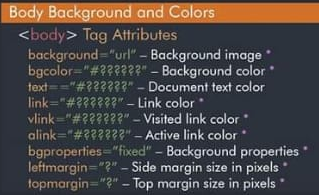 Body Background and Colors
<body> Tag Attributes
background="url" – Background image *
bgcolor="#??????" – Background color *
text=="#??????" – Document text color
link="#??????" – Link color *
vlink="#??????" – Visited link color *
alink="#??????" – Active link color *
bgproperties="fixed" – Background properties *
leftmargin="?" – Side margin size in pixels *
topmargin="?" – Top margin size in pixels *